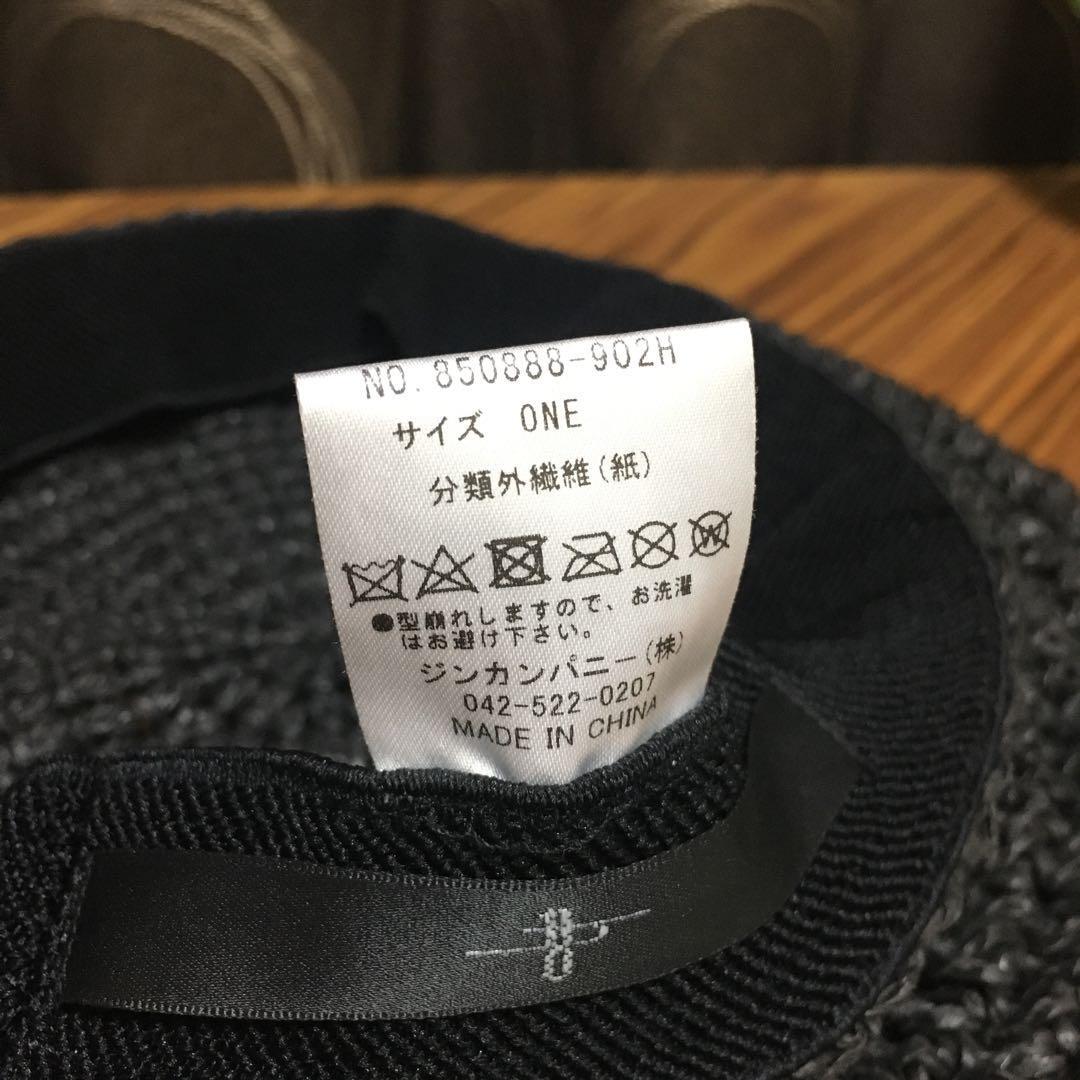 NO. 850888-902H
サイズ ONE
分類外繊維(紙)
●型崩れしますので、お洗濯
はお避け下さい。
ジンカンパニー(株)
042-522-0207
MADE IN CHINA